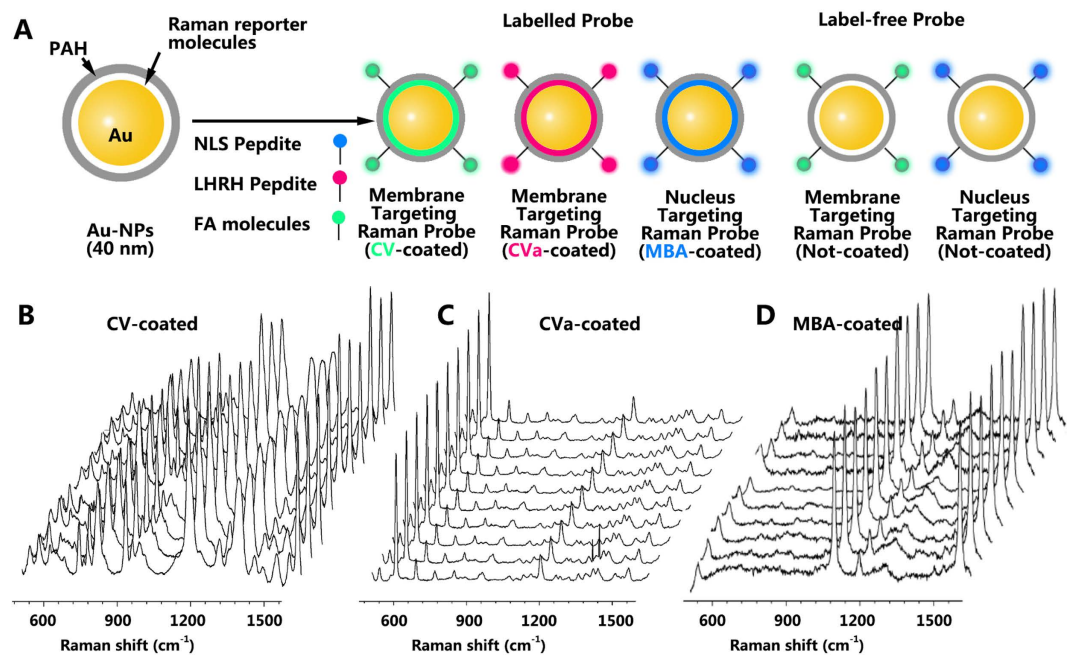 A
Labelled Probe
Label-free Probe
PAH
Raman reporter
molecules
Au
NLS Pepdite
LHRH Pepdite
FA molecules
Au-NPs
(40 nm)
Membrane
Targeting
Raman Probe
(CV-coated)
Membrane
Targeting
Raman Probe
(CVa-coated)
Nucleus
Targeting
Raman Probe
(MBA-coated)
Membrane
Targeting
Raman Probe
(Not-coated)
Nucleus
Targeting
Raman Probe
(Not-coated)
B
CV-coated
600 900 1200 1500
Raman shift (cm⁻¹)
C
CVa-coated
600 900 1200 1500
Raman shift (cm⁻¹)
D
MBA-coated
600 900 1200 1500
Raman shift (cm⁻¹)